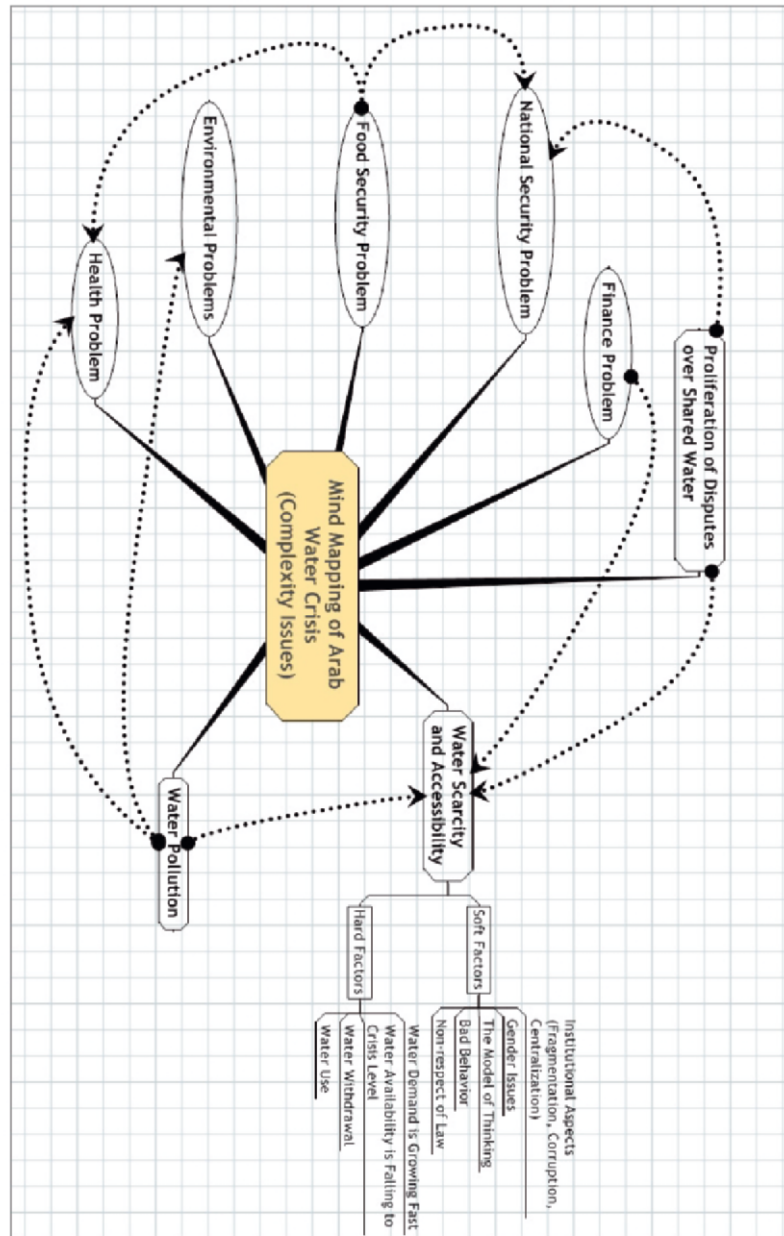 Proliferation of Disputes
over Shared Water
Finance Problem
National Security Problem
Food Security Problem
Environmental Problems
Health Problem
Mind Mapping of Arab
Water Crisis
(Complexity Issues)
Water Scarcity
and Accessibility
Water Pollution
Soft Factors
Institutional Aspects
(Fragmentation, Corruption,
Centralization)
Gender Issues
The Model of Thinking
Bad Behavior
Non-respect of Law
Hard Factors
Water Demand is Growing Fast
Water Availability is Falling to
Crisis Level
Water Withdrawal
Water Use